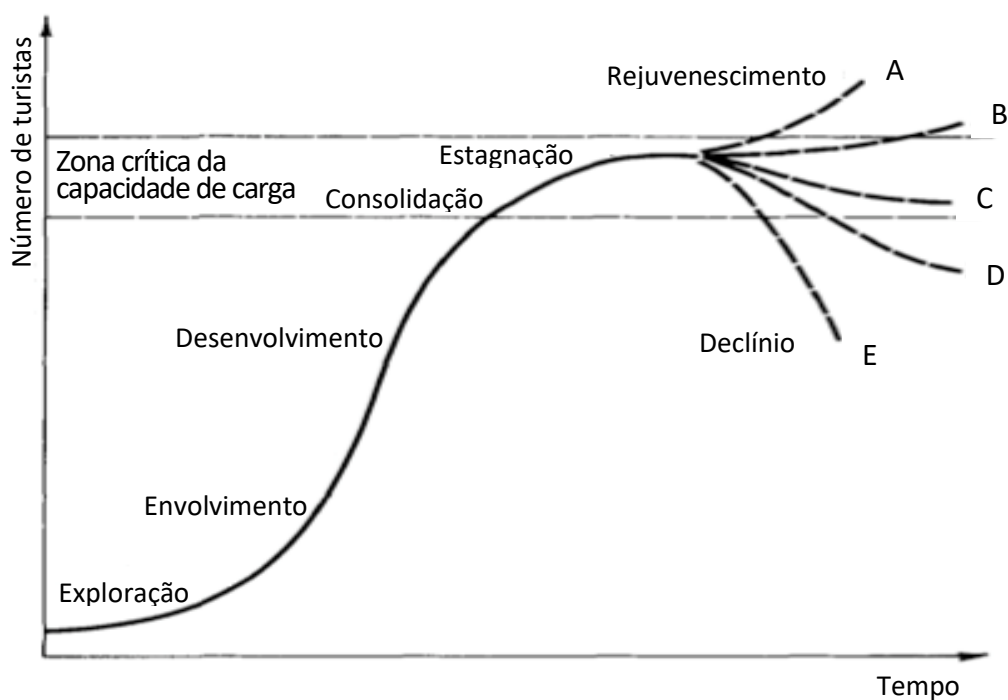 Número de turistas
Rejuvenescimento
A
B
Zona crítica da
capacidade de carga
Estagnação
Consolidação
C
D
Desenvolvimento
Declínio
E
Envolvimento
Exploração
Tempo